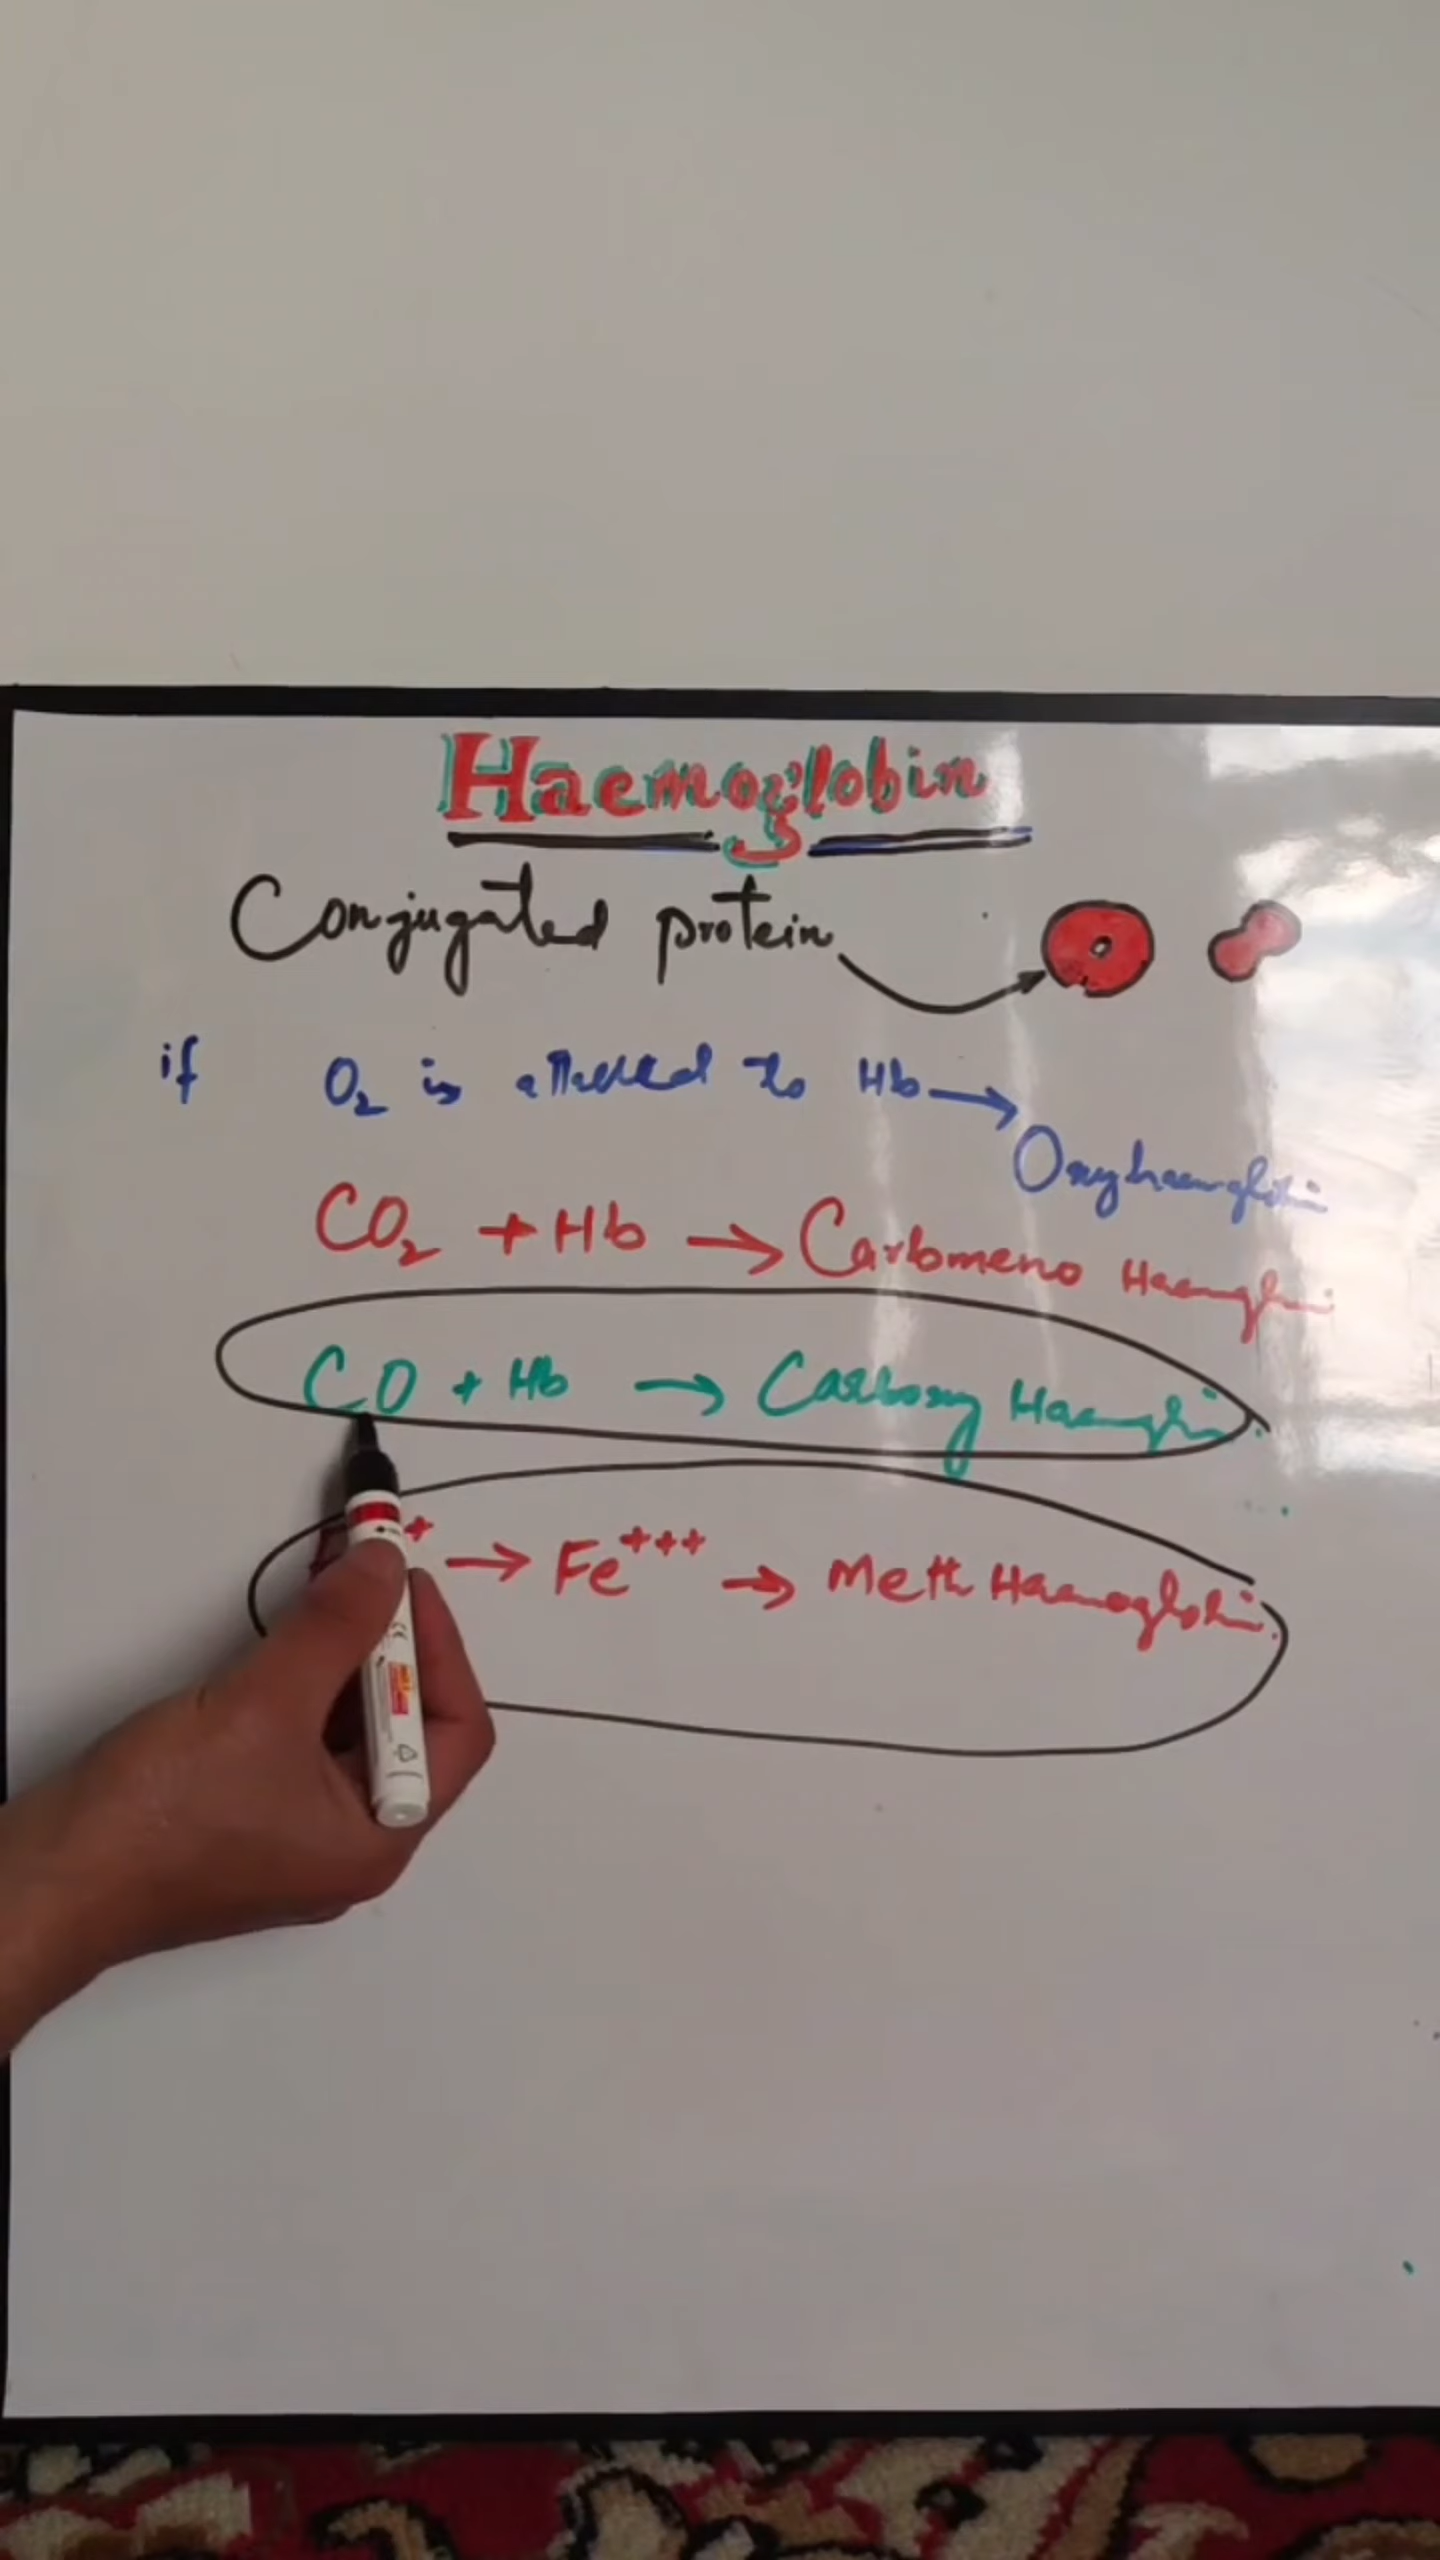 Haemoglobin
Conjugated protein
if O₂ is attached to Hb →
Oxyhaemoglobin
CO₂ + Hb → Carbomeno Haemoglobin
CO + Hb → Carboxy Haemoglobin
+ → Fe⁺⁺⁺ → Meth Haemoglobin